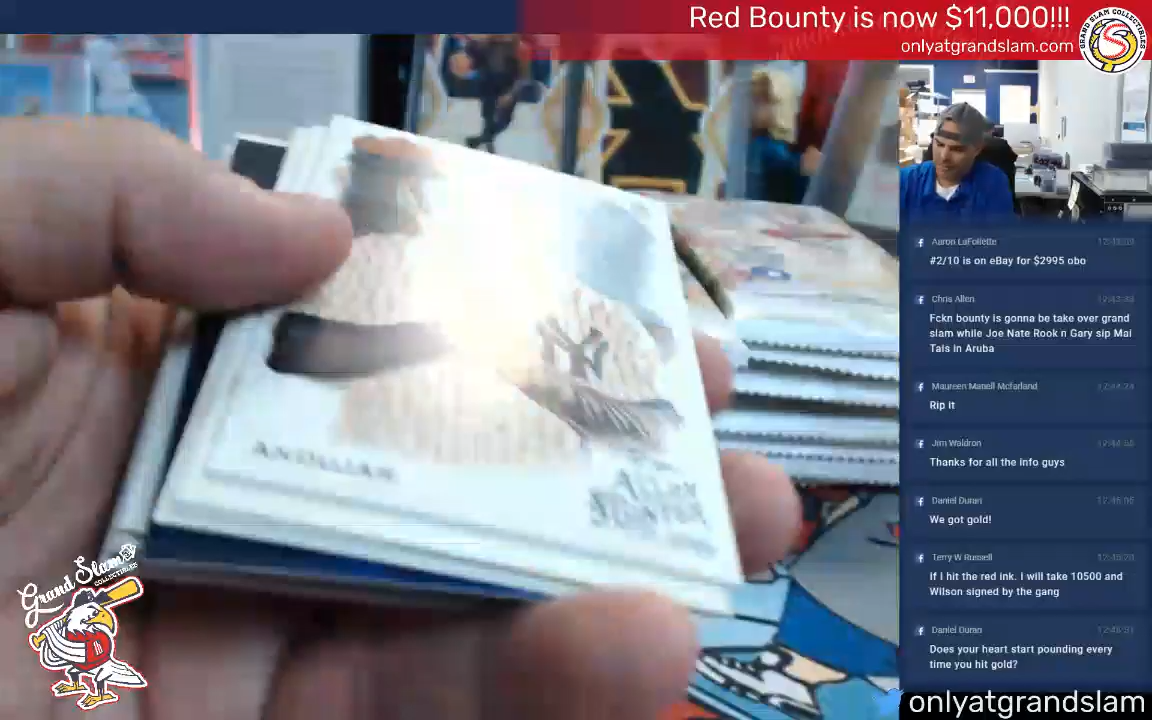 Red Bounty is now $11,000!!!
onlyatgrandslam.com
GRAND SLAM COLLECTIBLES
Aaron LaFollette
#2/10 is on eBay for $2995 obo
Chris Allen
Fckn bounty is gonna be take over grand
slam while Joe Nate Rook n Gary sip Mai
Tais in Aruba
Maureen Manell Mcfarland
Rip it
Jim Waldron
Thanks for all the info guys
Daniel Duran
We got gold!
Terry W Russell
If I hit the red ink. I will take 10500 and
Wilson signed by the gang
Daniel Duran
Does your heart start pounding every
time you hit gold?
onlyatgrandslam
Grand Slam
COLLECTIBLES